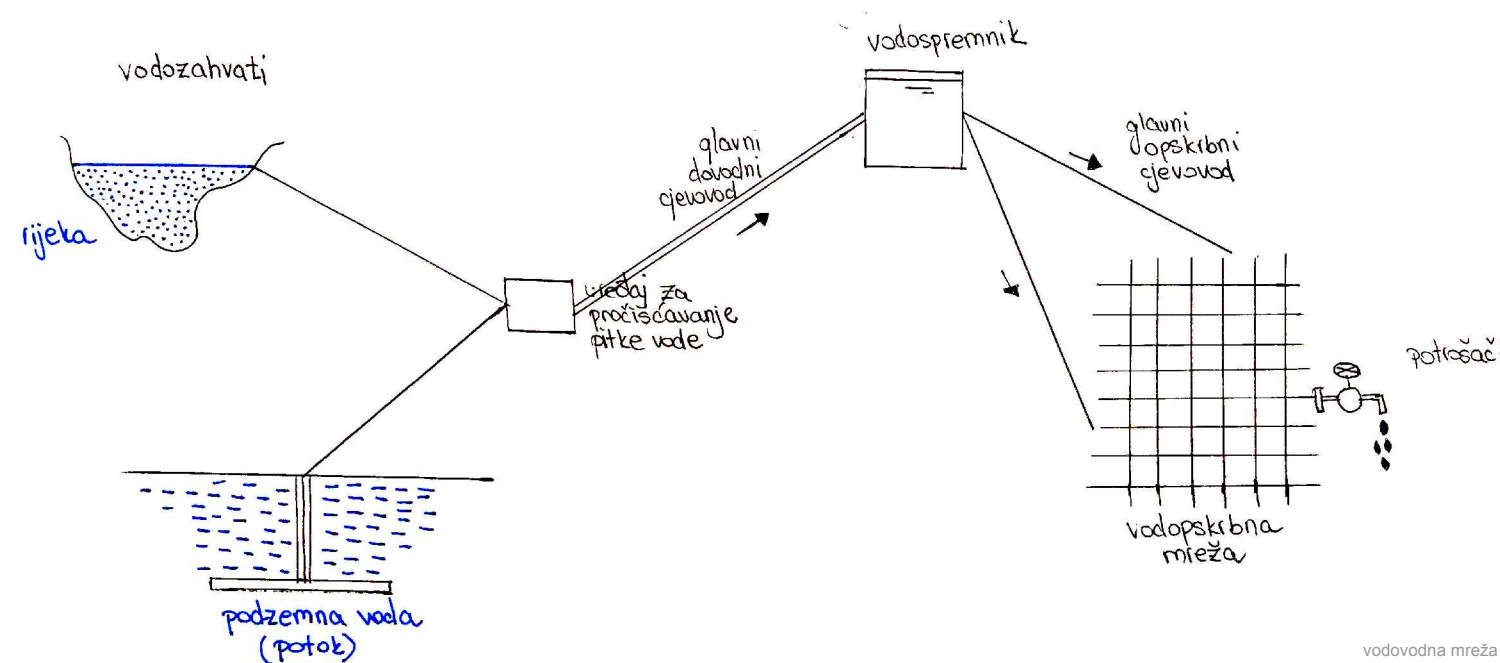 vodozahvati
rijeka
podzemna voda
(potok)
uređaj za
pročišćavanje
pitke vode
glavni
dovodni
cjevovod
vodospremnik
glavni
opskrbni
cjevovod
vodopskrbna
mreža
potrošač
vodovodna mreža